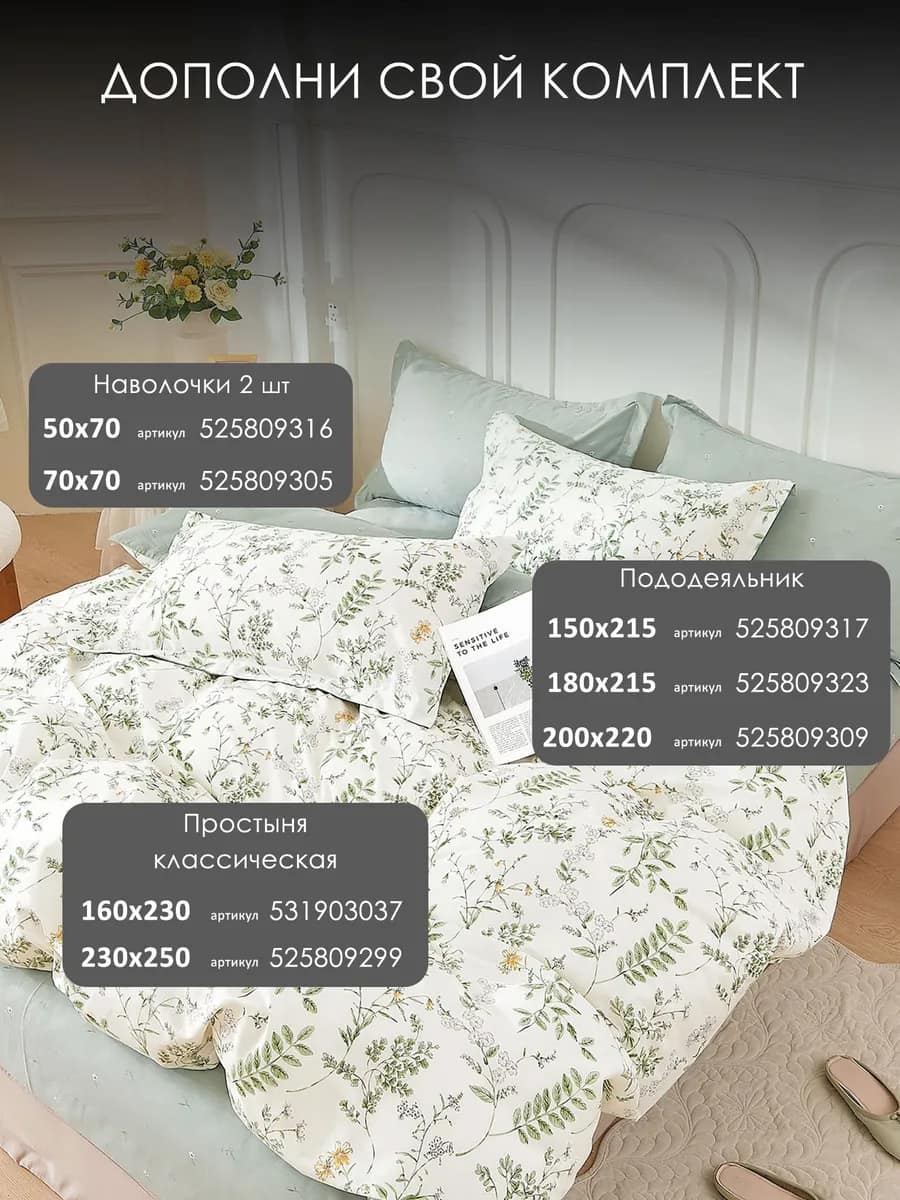 ДОПОЛНИ СВОЙ КОМПЛЕКТ
Наволочки 2 шт
50x70 артикул 525809316
70x70 артикул 525809305
SENSITIVE
TO THE LIFE
Пододеяльник
150x215 артикул 525809317
180x215 артикул 525809323
200x220 артикул 525809309
Простыня
классическая
160x230 артикул 531903037
230x250 артикул 525809299